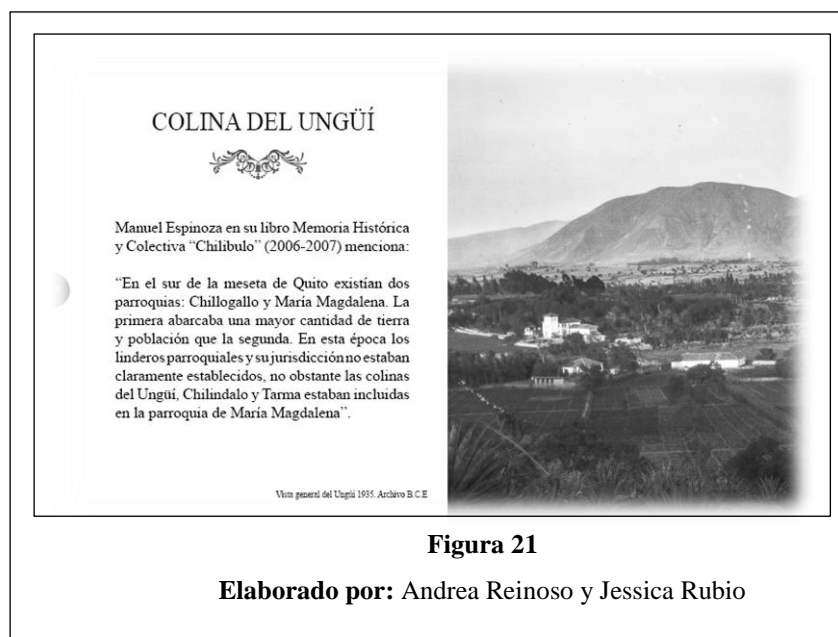 COLINA DEL UNGÜÍ
Manuel Espinoza en su libro Memoria Histórica
y Colectiva “Chilibulo” (2006-2007) menciona:
“En el sur de la meseta de Quito existían dos
parroquias: Chillogallo y María Magdalena. La
primera abarcaba una mayor cantidad de tierra
y población que la segunda. En esta época los
linderos parroquiales y su jurisdicción no estaban
claramente establecidos, no obstante las colinas
del Ungüí, Chilindalo y Tarma estaban incluidas
en la parroquia de María Magdalena”.
Vista general del Ungüí 1935. Archivo B.C.E
Figura 21
Elaborado por: Andrea Reinoso y Jessica Rubio